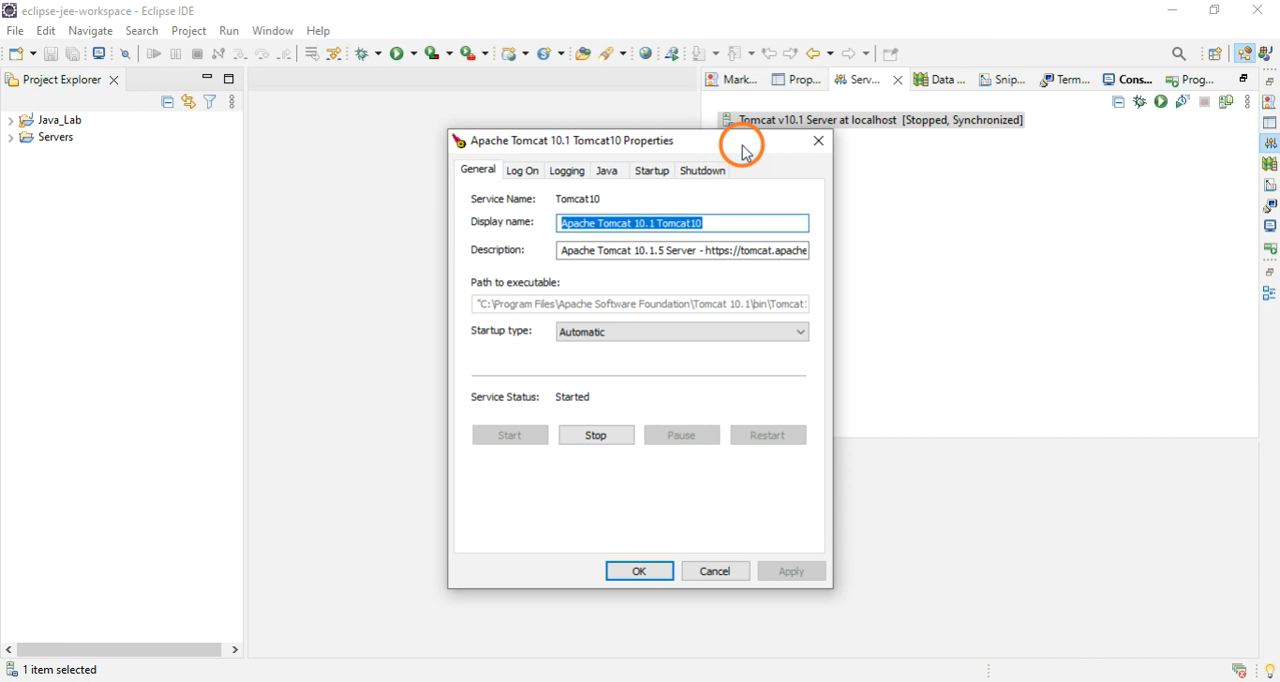 eclipse-jee-workspace - Eclipse IDE
File Edit Navigate Search Project Run Window Help
Project Explorer
Mark... Prop... Serv... Data ... Snip... Term... Cons... Prog...
Java_Lab
Servers
Tomcat v10.1 Server at localhost [Stopped, Synchronized]
Apache Tomcat 10.1 Tomcat10 Properties
General Log On Logging Java Startup Shutdown
Service Name: Tomcat10
Display name: Apache Tomcat 10.1 Tomcat10
Description: Apache Tomcat 10.1.5 Server - https://tomcat.apache
Path to executable:
"C:\Program Files\Apache Software Foundation\Tomcat 10.1\bin\Tomcat:
Startup type: Automatic
Service Status: Started
Start Stop Pause Restart
OK Cancel Apply
1 item selected